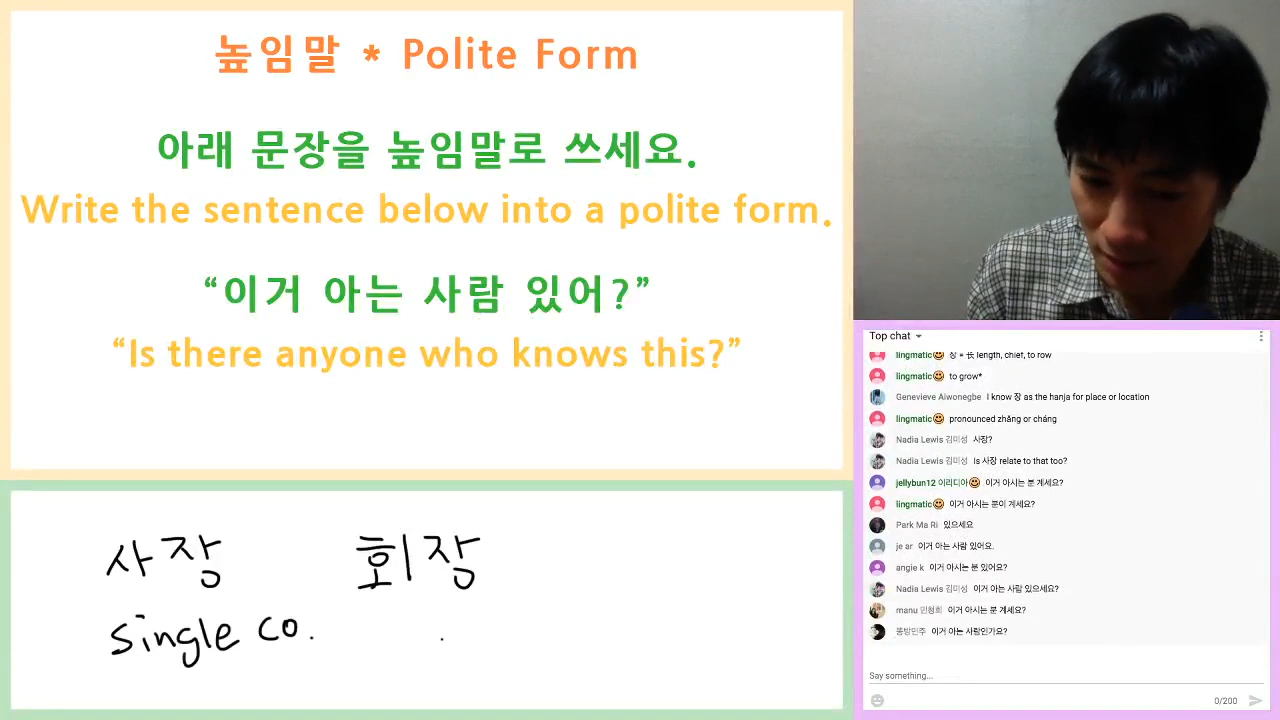 높임말 * Polite Form
아래 문장을 높임말로 쓰세요.
Write the sentence below into a polite form.
“이거 아는 사람 있어?”
“Is there anyone who knows this?”
사장 회장
single co.
Top chat
lingmatic 장 = 长 length, chief, to row
lingmatic to grow*
Genevieve Aiwonegbe I know 장 as the hanja for place or location
lingmatic pronounced zhǎng or cháng
Nadia Lewis 김미성 사장?
Nadia Lewis 김미성 Is 사장 relate to that too?
jellybun12 이리디아 이거 아시는 분 계세요?
lingmatic 이거 아시는 분이 계세요?
Park Ma Ri 있으세요
je ar 이거 아는 사람 있어요.
angie k 이거 아시는 분 있어요?
Nadia Lewis 김미성 이거 아는 사람 있으세요?
manu 민청희 이거 아시는 분 계세요?
똥방민주 이거 아는 사람인가요?
Say something...
0/200